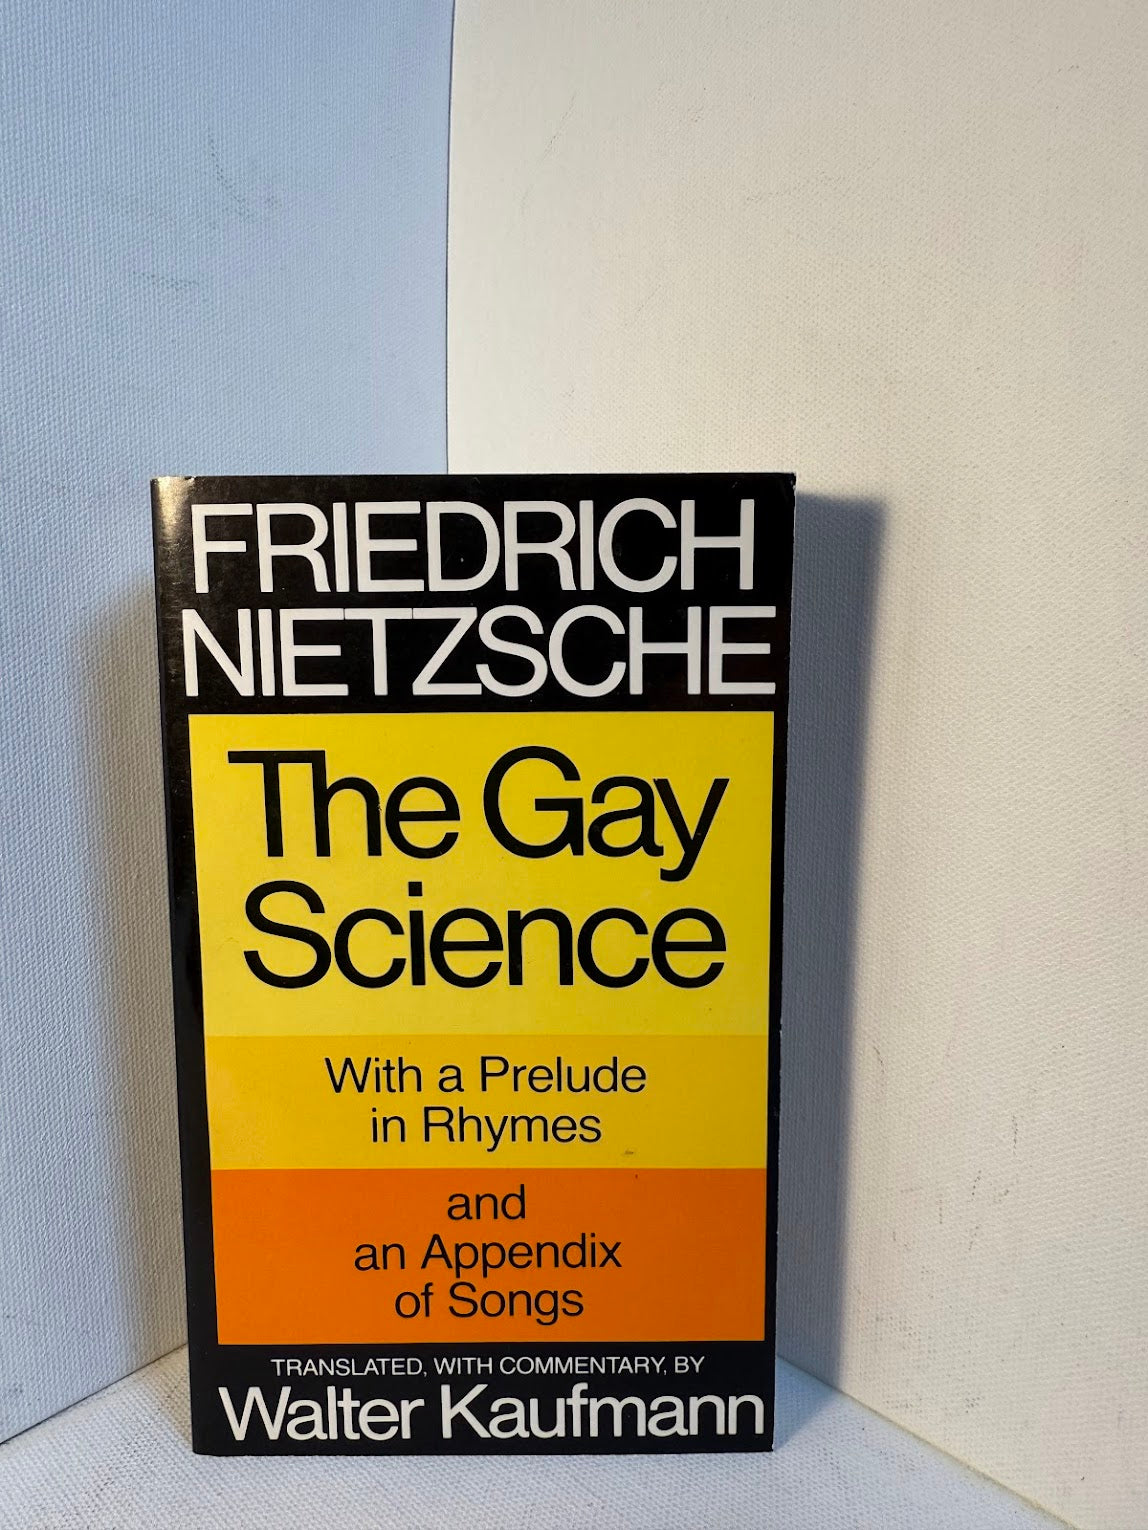 FRIEDRICH
NIETZSCHE
The Gay
Science
With a Prelude
in Rhymes
and
an Appendix
of Songs
TRANSLATED, WITH COMMENTARY, BY
Walter Kaufmann